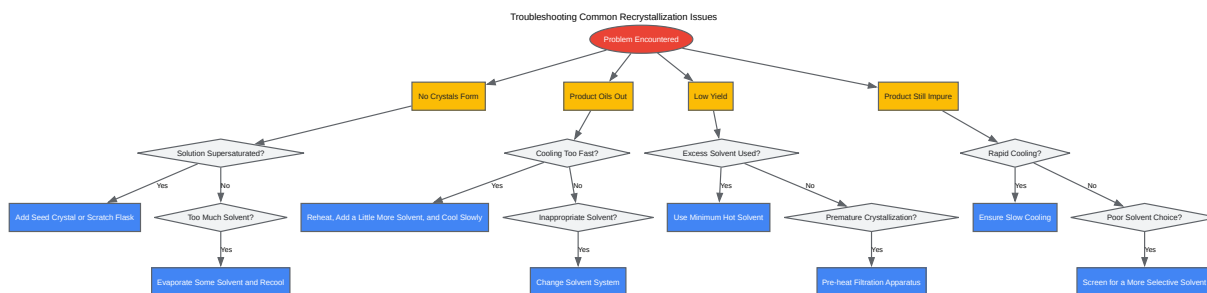 Troubleshooting Common Recrystallization Issues
Problem Encountered
No Crystals Form
Product Oils Out
Low Yield
Product Still Impure
Solution Supersaturated?
Cooling Too Fast?
Excess Solvent Used?
Rapid Cooling?
Yes
No
Yes
No
Yes
No
Yes
No
Add Seed Crystal or Scratch Flask
Too Much Solvent?
Reheat, Add a Little More Solvent, and Cool Slowly
Inappropriate Solvent?
Use Minimum Hot Solvent
Premature Crystallization?
Ensure Slow Cooling
Poor Solvent Choice?
Yes
Yes
Yes
Yes
Evaporate Some Solvent and Recool
Change Solvent System
Pre-heat Filtration Apparatus
Screen for a More Selective Solvent